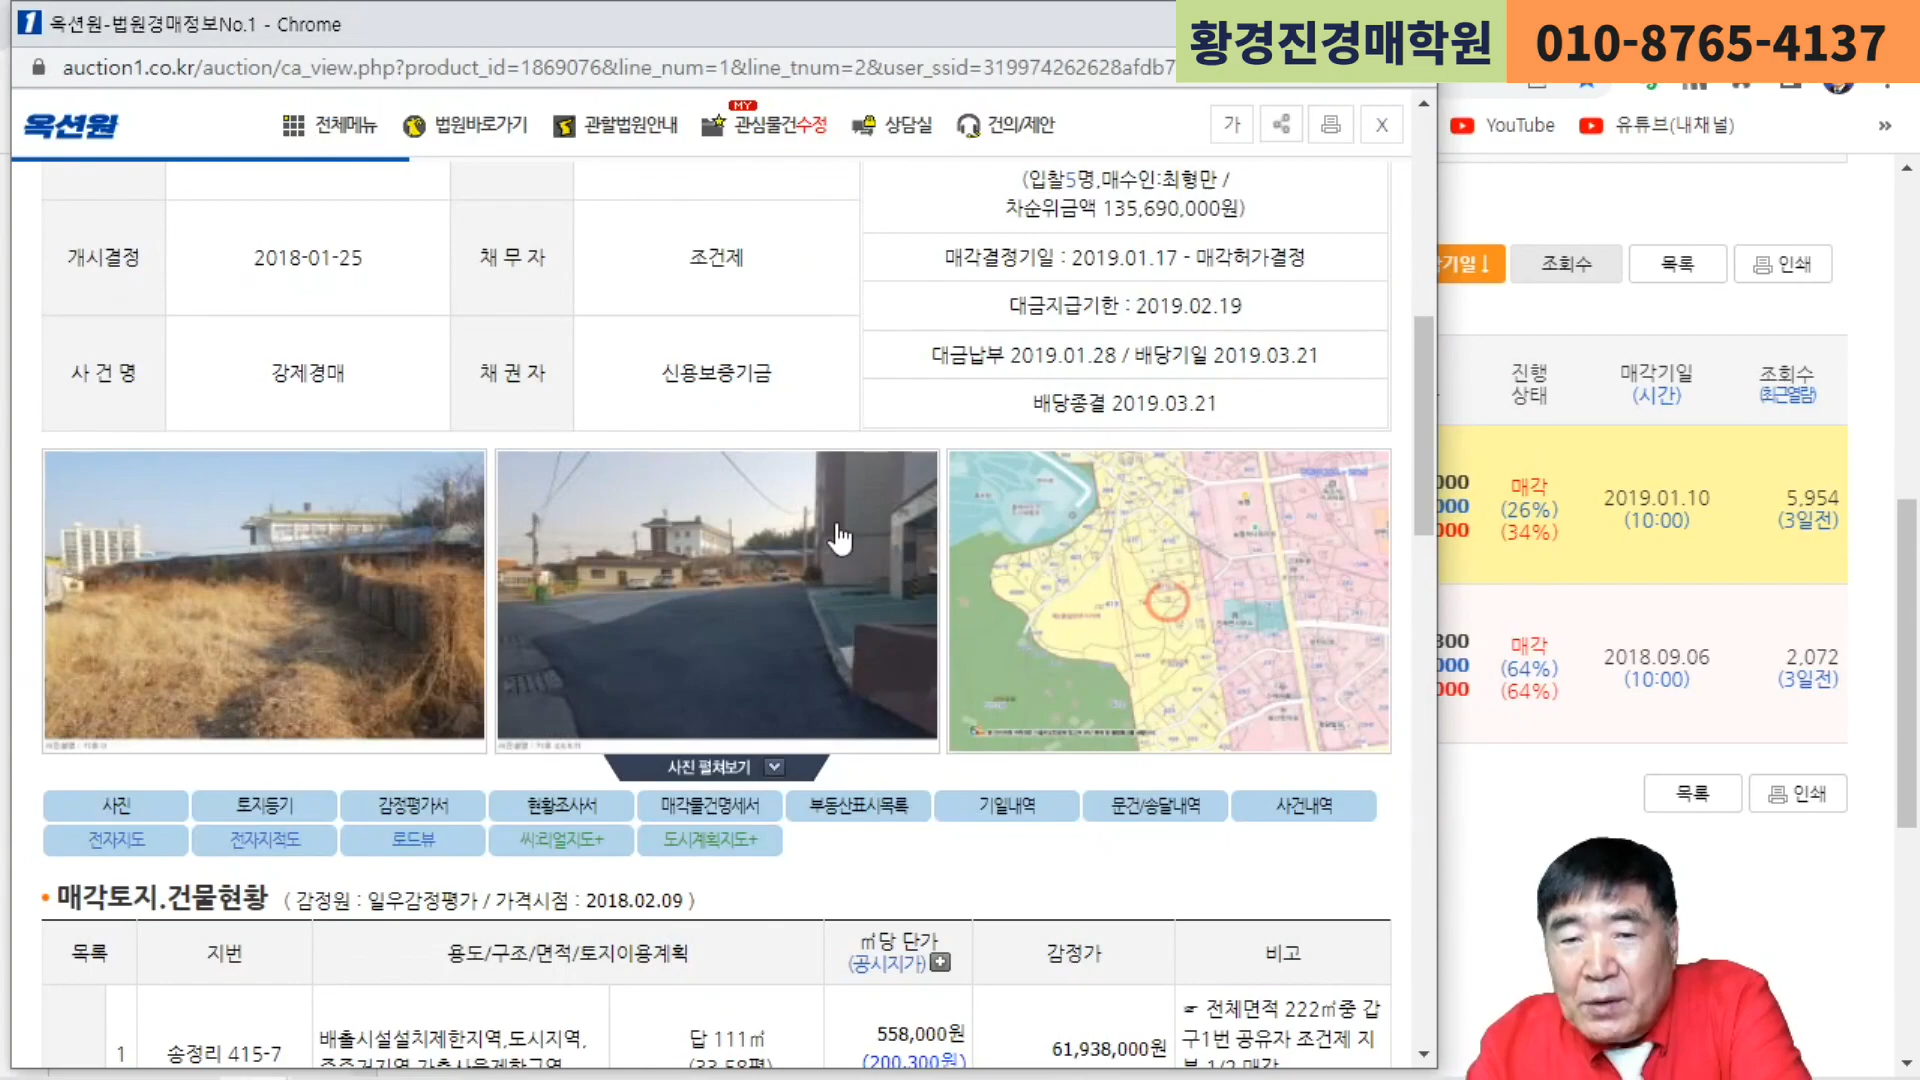 옥션원-법원경매정보No.1 - Chrome
황경진경매학원
010-8765-4137
auction1.co.kr/auction/ca_view.php?product_id=1869076&line_num=1&line_tnum=2&user_ssid=319974262628afdb7
옥션원
전체메뉴
법원바로가기
관할법원안내
MY
관심물건수정
상담실
건의/제안
가
X
YouTube
유튜브(내채널)
»
(입찰5명,매수인:최형만 /
차순위금액 135,690,000원)
개시결정
2018-01-25
채 무 자
조건제
매각결정기일 : 2019.01.17 - 매각허가결정
대금지급기한 : 2019.02.19
사 건 명
강제경매
채 권 자
신용보증기금
대금납부 2019.01.28 / 배당기일 2019.03.21
배당종결 2019.03.21
각기일↓
조회수
목록
인쇄
진행
상태
매각기일
(시간)
조회수
(최근열람)
000
000
000
매각
(26%)
(34%)
2019.01.10
(10:00)
5,954
(3일전)
300
000
000
매각
(64%)
(64%)
2018.09.06
(10:00)
2,072
(3일전)
목록
인쇄
사진 펼쳐보기
사진
토지등기
감정평가서
현황조사서
매각물건명세서
부동산표시목록
기일내역
문건/송달내역
사건내역
전자지도
전자지적도
로드뷰
씨:리얼지도+
도시계획지도+
매각토지.건물현황 ( 감정원 : 일우감정평가 / 가격시점 : 2018.02.09 )
목록
지번
용도/구조/면적/토지이용계획
㎡당 단가
(공시지가)
감정가
비고
1
송정리 415-7
배출시설설치제한지역,도시지역,
답 111㎡
(33.58평)
558,000원
(200,300원)
61,938,000원
☞ 전체면적 222㎡중 갑
구1번 공유자 조건제 지
분 1/2 매각